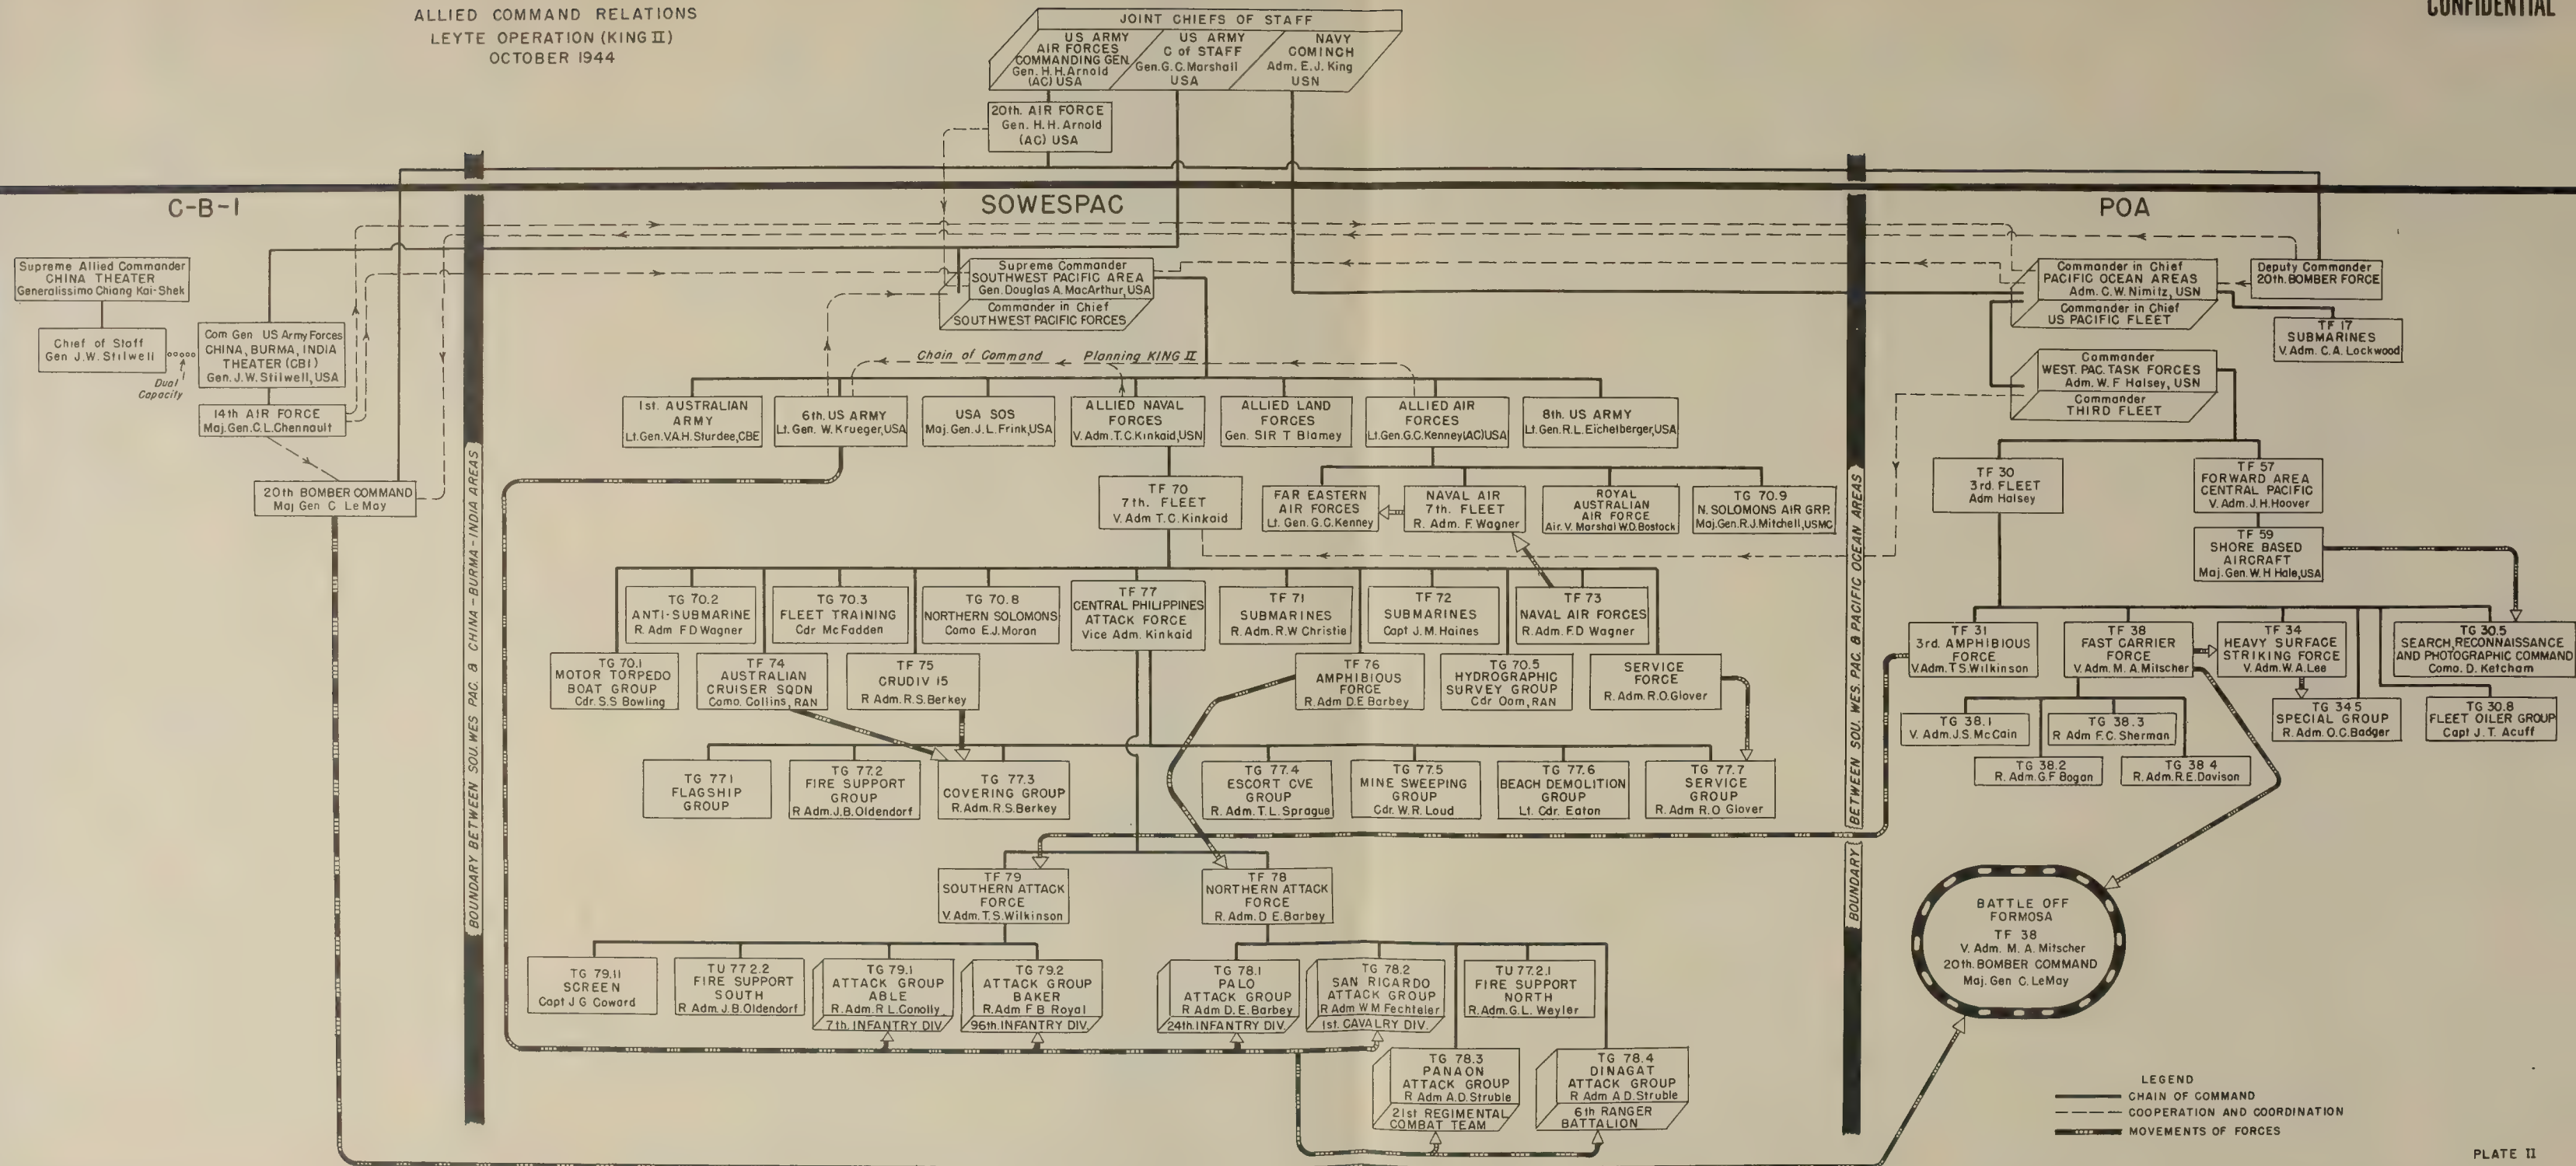 ALLIED COMMAND RELATIONS
LEYTE OPERATION (KING II)
OCTOBER 1944
CONFIDENTIAL
JOINT CHIEFS OF STAFF
US ARMY
AIR FORCES
COMMANDING GEN.
Gen. H.H.Arnold
(AC) USA
US ARMY
C of STAFF
Gen.G.C.Marshall
USA
NAVY
COMINCH
Adm. E.J. King
USN
20th. AIR FORCE
Gen. H.H. Arnold
(AC) USA
C-B-I
SOWESPAC
POA
Supreme Allied Commander
CHINA THEATER
Generalissimo Chiang Kai-Shek
Chief of Staff
Gen J.W. Stilwell
Dual
Capacity
Com Gen US Army Forces
CHINA, BURMA, INDIA
THEATER (CBI)
Gen. J.W. Stilwell, USA
14th AIR FORCE
Maj.Gen.C.L.Chennault
20th BOMBER COMMAND
Maj Gen C LeMay
BOUNDARY BETWEEN SOU. WES PAC. & CHINA-BURMA-INDIA AREAS
Supreme Commander
SOUTHWEST PACIFIC AREA
Gen. Douglas A. MacArthur, USA
Commander in Chief
SOUTHWEST PACIFIC FORCES
Chain of Command Planning KING II
1st. AUSTRALIAN
ARMY
Lt.Gen.V.A.H. Sturdee, CBE
6th. US ARMY
Lt. Gen. W. Krueger, USA
USA SOS
Maj. Gen. J.L. Frink, USA
ALLIED NAVAL
FORCES
V. Adm. T.C. Kinkaid, USN
ALLIED LAND
FORCES
Gen. SIR T Blamey
ALLIED AIR
FORCES
Lt.Gen.G.C.Kenney(AC)USA
8th. US ARMY
Lt. Gen. R.L. Eichelberger, USA
TF 70
7th. FLEET
V. Adm T.C. Kinkaid
FAR EASTERN
AIR FORCES
Lt. Gen. G.C. Kenney
NAVAL AIR
7th. FLEET
R. Adm. F. Wagner
ROYAL
AUSTRALIAN
AIR FORCE
Air. V. Marshal W.D. Bostock
TG 70.9
N. SOLOMONS AIR GRP.
Maj.Gen.R.J.Mitchell, USMC
TG 70.2
ANTI-SUBMARINE
R. Adm F D Wagner
TG 70.3
FLEET TRAINING
Cdr McFadden
TG 70.8
NORTHERN SOLOMONS
Como E.J. Moran
TF 77
CENTRAL PHILIPPINES
ATTACK FORCE
Vice Adm. Kinkaid
TF 71
SUBMARINES
R. Adm. R.W Christie
TF 72
SUBMARINES
Capt J. M. Haines
TF 73
NAVAL AIR FORCES
R. Adm. F.D Wagner
TG 70.1
MOTOR TORPEDO
BOAT GROUP
Cdr. S.S Bowling
TF 74
AUSTRALIAN
CRUISER SQDN
Como. Collins, RAN
TF 75
CRUDIV 15
R Adm. R.S. Berkey
TF 76
AMPHIBIOUS
FORCE
R. Adm D.E Barbey
TG 70.5
HYDROGRAPHIC
SURVEY GROUP
Cdr Oom, RAN
SERVICE
FORCE
R. Adm. R.O. Glover
TG 77.1
FLAGSHIP
GROUP
TG 77.2
FIRE SUPPORT
GROUP
R Adm. J.B. Oldendorf
TG 77.3
COVERING GROUP
R. Adm. R.S. Berkey
TG 77.4
ESCORT CVE
GROUP
R. Adm. T.L. Sprague
TG 77.5
MINE SWEEPING
GROUP
Cdr. W.R. Loud
TG 77.6
BEACH DEMOLITION
GROUP
Lt. Cdr. Eaton
TG 77.7
SERVICE
GROUP
R. Adm R.O Glover
TF 79
SOUTHERN ATTACK
FORCE
V. Adm. T. S. Wilkinson
TF 78
NORTHERN ATTACK
FORCE
R. Adm. D E. Barbey
TG 79.11
SCREEN
Capt J G Coward
TU 77 2.2
FIRE SUPPORT
SOUTH
R Adm. J.B. Oldendorf
TG 79.1
ATTACK GROUP
ABLE
R. Adm. R L. Conolly
7th. INFANTRY DIV.
TG 79.2
ATTACK GROUP
BAKER
R. Adm F B Royal
96th. INFANTRY DIV.
TG 78.1
PALO
ATTACK GROUP
R Adm D. E. Barbey
24th. INFANTRY DIV.
TG 78.2
SAN RICARDO
ATTACK GROUP
R Adm W M Fechteler
1st. CAVALRY DIV.
TU 77.2.1
FIRE SUPPORT
NORTH
R. Adm. G.L. Weyler
TG 78.3
PANAON
ATTACK GROUP
R Adm A.D. Struble
21st REGIMENTAL
COMBAT TEAM
TG 78.4
DINAGAT
ATTACK GROUP
R Adm A D. Struble
6th RANGER
BATTALION
BOUNDARY BETWEEN SOU. WES. PAC. & PACIFIC OCEAN AREAS
Commander in Chief
PACIFIC OCEAN AREAS
Adm. C.W. Nimitz, USN
Commander in Chief
US PACIFIC FLEET
Deputy Commander
20th. BOMBER FORCE
TF 17
SUBMARINES
V. Adm. C.A. Lockwood
Commander
WEST. PAC. TASK FORCES
Adm. W. F Halsey, USN
Commander
THIRD FLEET
TF 30
3rd. FLEET
Adm Halsey
TF 57
FORWARD AREA
CENTRAL PACIFIC
V. Adm. J.H. Hoover
TF 59
SHORE BASED
AIRCRAFT
Maj. Gen. W. H Hale, USA
TF 31
3rd. AMPHIBIOUS
FORCE
V.Adm. T.S.Wilkinson
TF 38
FAST CARRIER
FORCE
V. Adm. M. A. Mitscher
TF 34
HEAVY SURFACE
STRIKING FORCE
V. Adm. W.A. Lee
TG 30.5
SEARCH, RECONNAISSANCE
AND PHOTOGRAPHIC COMMAND
Como. D. Ketcham
TG 38.1
V. Adm. J.S. McCain
TG 38.3
R Adm F.C. Sherman
TG 34.5
SPECIAL GROUP
R. Adm. O.C. Badger
TG 30.8
FLEET OILER GROUP
Capt J. T. Acuff
TG 38.2
R. Adm. G.F Bogan
TG 38 4
R. Adm. R.E. Davison
BATTLE OFF
FORMOSA
TF 38
V. Adm. M. A. Mitscher
20th. BOMBER COMMAND
Maj. Gen C. LeMay
LEGEND
CHAIN OF COMMAND
COOPERATION AND COORDINATION
MOVEMENTS OF FORCES
PLATE II